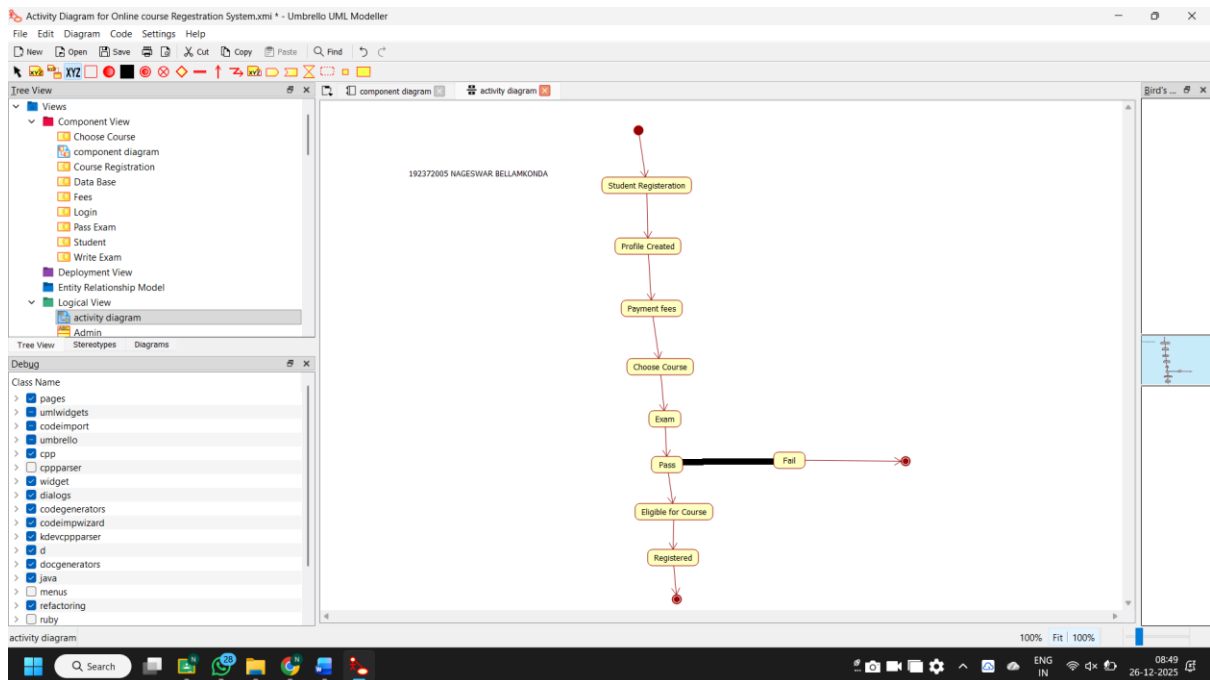 Activity Diagram for Online course Regestration System.xmi * - Umbrello UML Modeller
File Edit Diagram Code Settings Help
New Open Save Cut Copy Paste Find
XYZ
Tree View
Views
Component View
Choose Course
component diagram
Course Registration
Data Base
Fees
Login
Pass Exam
Student
Write Exam
Deployment View
Entity Relationship Model
Logical View
activity diagram
Admin
Tree View Stereotypes Diagrams
Debug
Class Name
pages
umlwidgets
codeimport
umbrello
cpp
cppparser
widget
dialogs
codegenerators
codeimpwizard
kdevcppparser
d
docgenerators
java
menus
refactoring
ruby
component diagram activity diagram
192372005 NAGESWAR BELLAMKONDA
Student Registeration
Profile Created
Payment fees
Choose Course
Exam
Pass Fail
Eligible for Course
Registered
Bird's ...
activity diagram
100% Fit 100%
Search
28
ENG
IN
08:49
26-12-2025